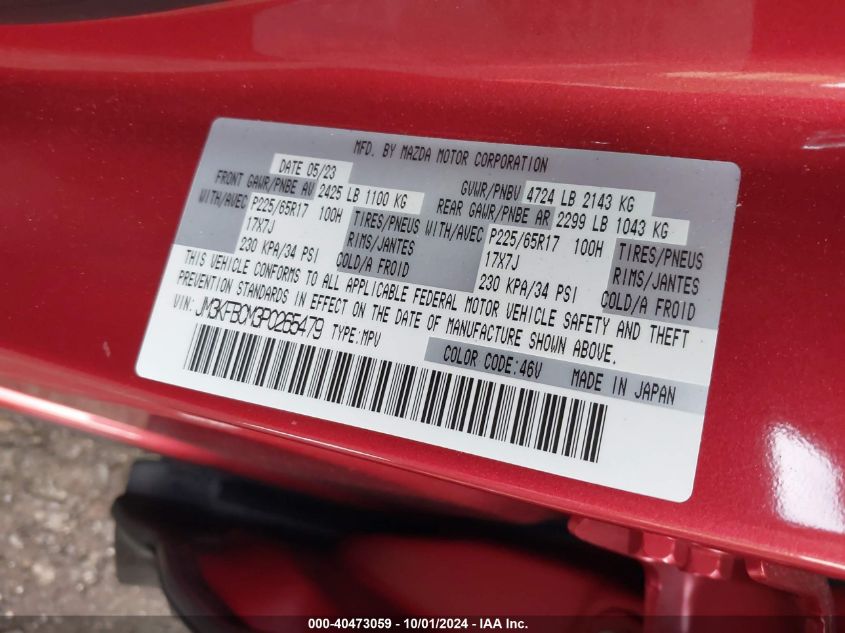 MFD. BY MAZDA MOTOR CORPORATION
DATE 05/23
GVWR/PNBV 4724 LB 2143 KG
FRONT GAWR/PNBE AV 2425 LB 1100 KG
REAR GAWR/PNBE AR 2299 LB 1043 KG
WITH/AVEC P225/65R17 100H TIRES/PNEUS
17X7J RIMS/JANTES
230 KPA/34 PSI COLD/A FROID
WITH/AVEC P225/65R17 100H TIRES/PNEUS
17X7J RIMS/JANTES
230 KPA/34 PSI COLD/A FROID
THIS VEHICLE CONFORMS TO ALL APPLICABLE FEDERAL MOTOR VEHICLE SAFETY AND THEFT
PREVENTION STANDARDS IN EFFECT ON THE DATE OF MANUFACTURE SHOWN ABOVE.
VIN: JM3KFBCM3P0265479 TYPE:MPV
COLOR CODE:46V MADE IN JAPAN
000-40473059 - 10/01/2024 - IAA Inc.